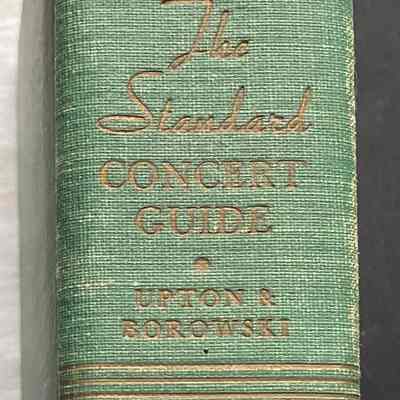 The
Standard
CONCERT
GUIDE
UPTON &
BOROWSKI